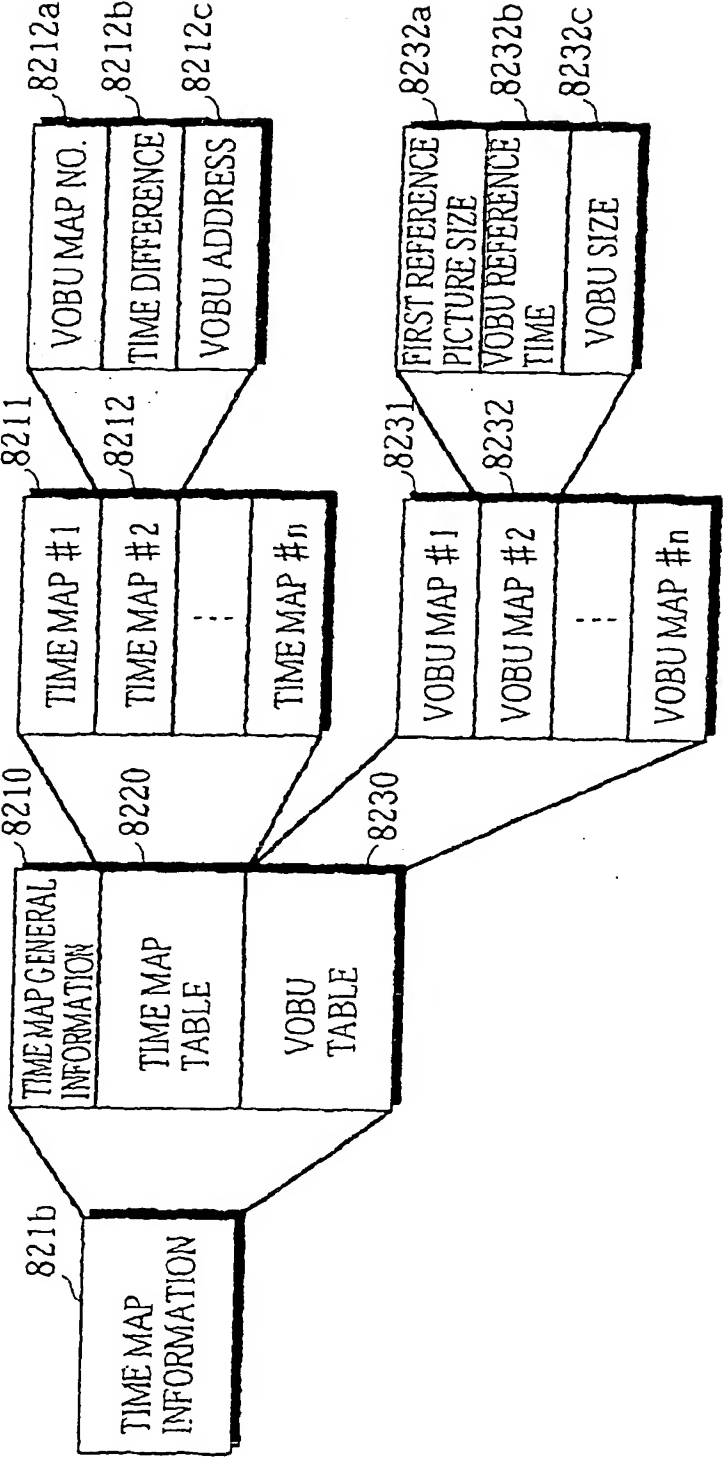 821b
TIME MAP
INFORMATION
8210
TIME MAP GENERAL
INFORMATION
8220
TIME MAP
TABLE
8230
VOBU
TABLE
8211
TIME MAP #1
8212
TIME MAP #2
TIME MAP #n
8231
VOBU MAP #1
8232
VOBU MAP #2
VOBU MAP #n
8212a
VOBU MAP NO.
8212b
TIME DIFFERENCE
8212c
VOBU ADDRESS
8232a
FIRST REFERENCE
PICTURE SIZE
8232b
VOBU REFERENCE
TIME
8232c
VOBU SIZE